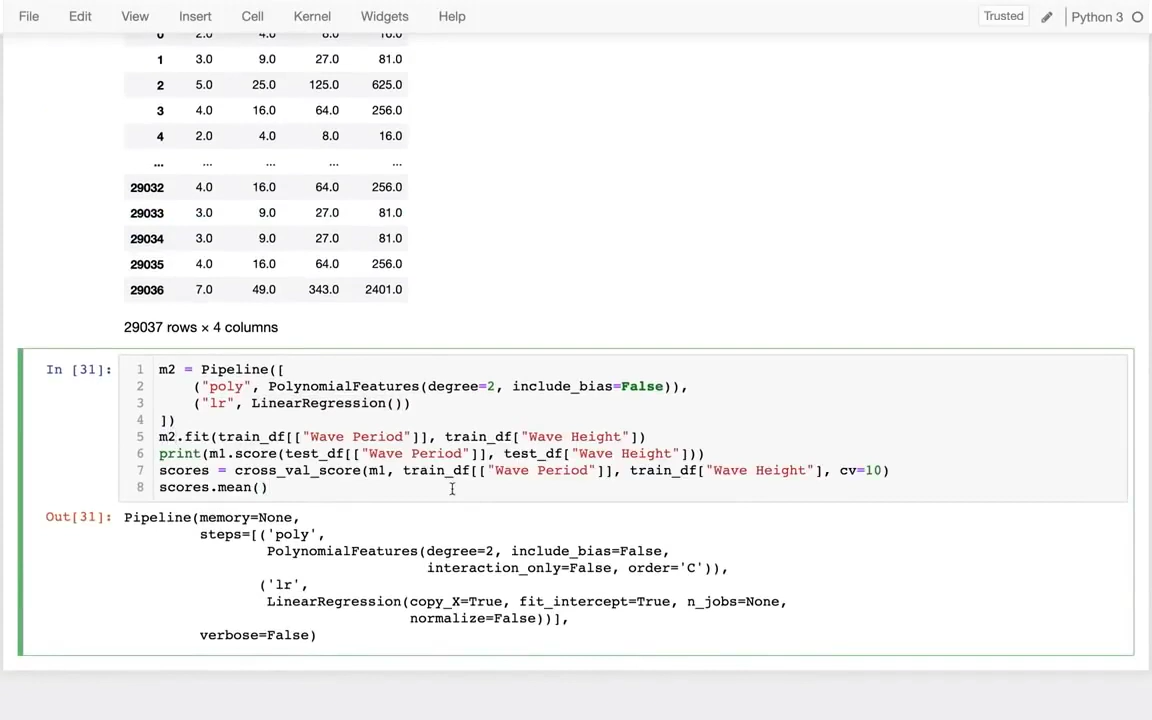 File Edit View Insert Cell Kernel Widgets Help Trusted Python 3
0 2.0 4.0 8.0 16.0
1 3.0 9.0 27.0 81.0
2 5.0 25.0 125.0 625.0
3 4.0 16.0 64.0 256.0
4 2.0 4.0 8.0 16.0
... ... ... ... ...
29032 4.0 16.0 64.0 256.0
29033 3.0 9.0 27.0 81.0
29034 3.0 9.0 27.0 81.0
29035 4.0 16.0 64.0 256.0
29036 7.0 49.0 343.0 2401.0
29037 rows × 4 columns
In [31]: 1 m2 = Pipeline([
2 ("poly", PolynomialFeatures(degree=2, include_bias=False)),
3 ("lr", LinearRegression())
4 ])
5 m2.fit(train_df[["Wave Period"]], train_df["Wave Height"])
6 print(m1.score(test_df[["Wave Period"]], test_df["Wave Height"]))
7 scores = cross_val_score(m1, train_df[["Wave Period"]], train_df["Wave Height"], cv=10)
8 scores.mean()
Out[31]: Pipeline(memory=None,
steps=[('poly',
PolynomialFeatures(degree=2, include_bias=False,
interaction_only=False, order='C')),
('lr',
LinearRegression(copy_X=True, fit_intercept=True, n_jobs=None,
normalize=False))],
verbose=False)